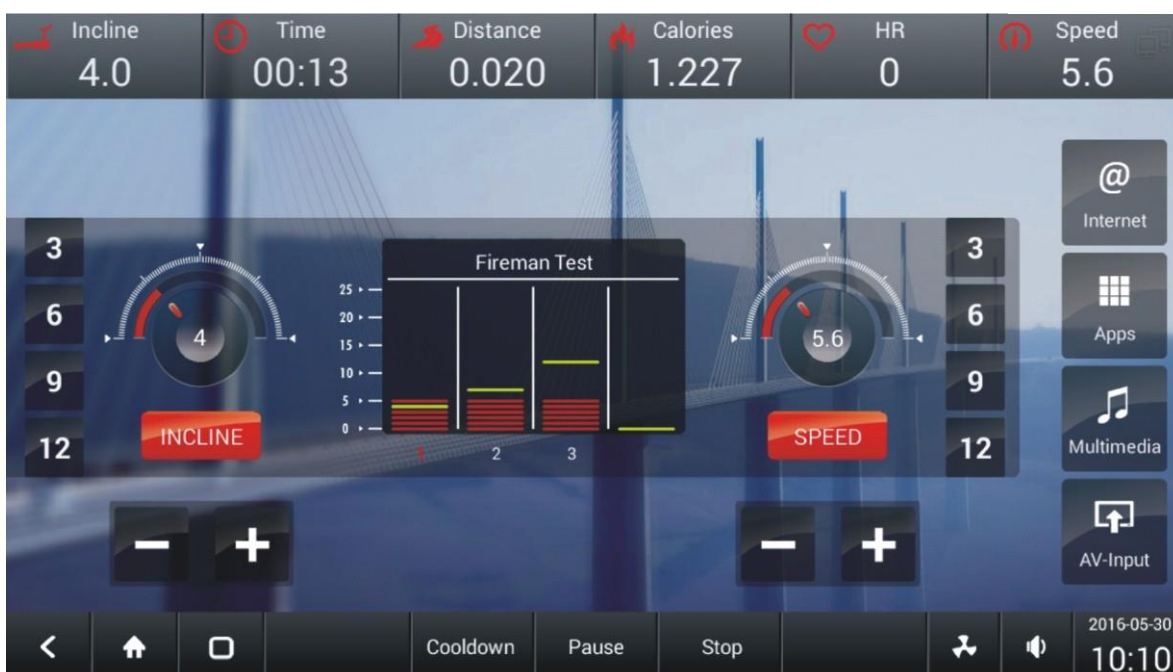 Incline Time Distance Calories HR Speed
4.0 00:13 0.020 1.227 0 5.6
@
Internet
Apps
Multimedia
AV-Input
3
6
9
12
4
INCLINE
Fireman Test
25
20
15
10
5
0
1 2 3
5.6
SPEED
3
6
9
12
− +
− +
Cooldown Pause Stop
2016-05-30
10:10